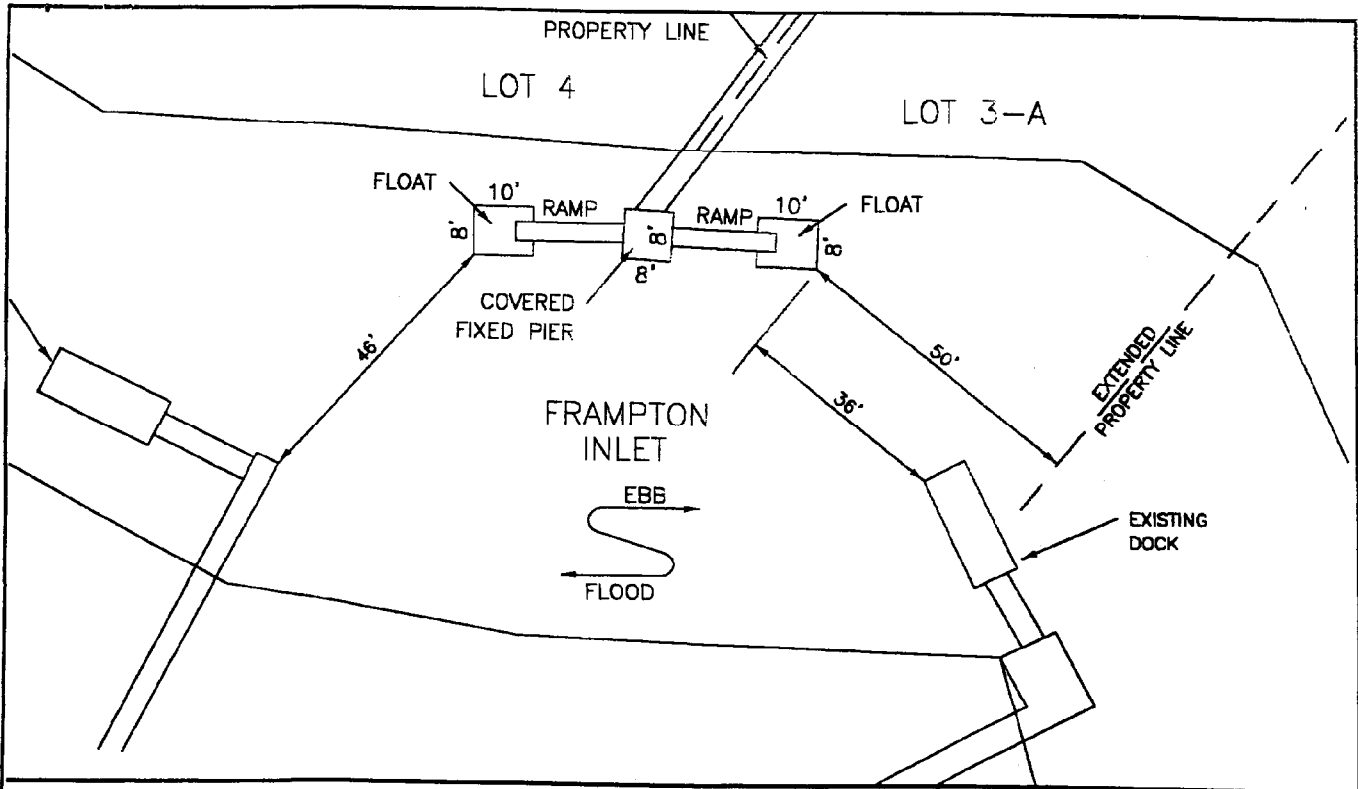 PROPERTY LINE
LOT 4
LOT 3-A
FLOAT
10'
8'
RAMP
8'
8'
RAMP
10'
8'
FLOAT
COVERED
FIXED PIER
46'
50'
36'
EXTENDED
PROPERTY LINE
FRAMPTON
INLET
EBB
FLOOD
EXISTING
DOCK